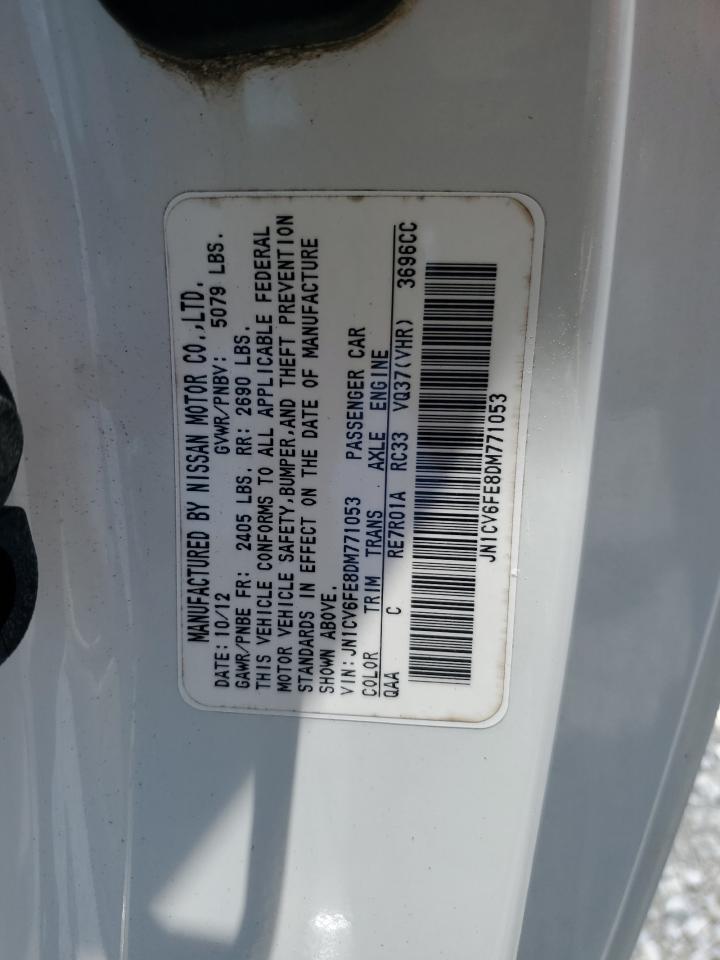 MANUFACTURED BY NISSAN MOTOR CO.,LTD.
DATE: 10/12 GVWR/PNBV: 5079 LBS.
GAWR/PNBE FR: 2405 LBS. RR: 2690 LBS.
THIS VEHICLE CONFORMS TO ALL APPLICABLE FEDERAL
MOTOR VEHICLE SAFETY,BUMPER,AND THEFT PREVENTION
STANDARDS IN EFFECT ON THE DATE OF MANUFACTURE
SHOWN ABOVE.
VIN:JN1CV6FE8DM771053 PASSENGER CAR
COLOR TRIM TRANS AXLE ENGINE
QAA C RE7R01A RC33 VQ37(VHR) 3696CC
JN1CV6FE8DM771053